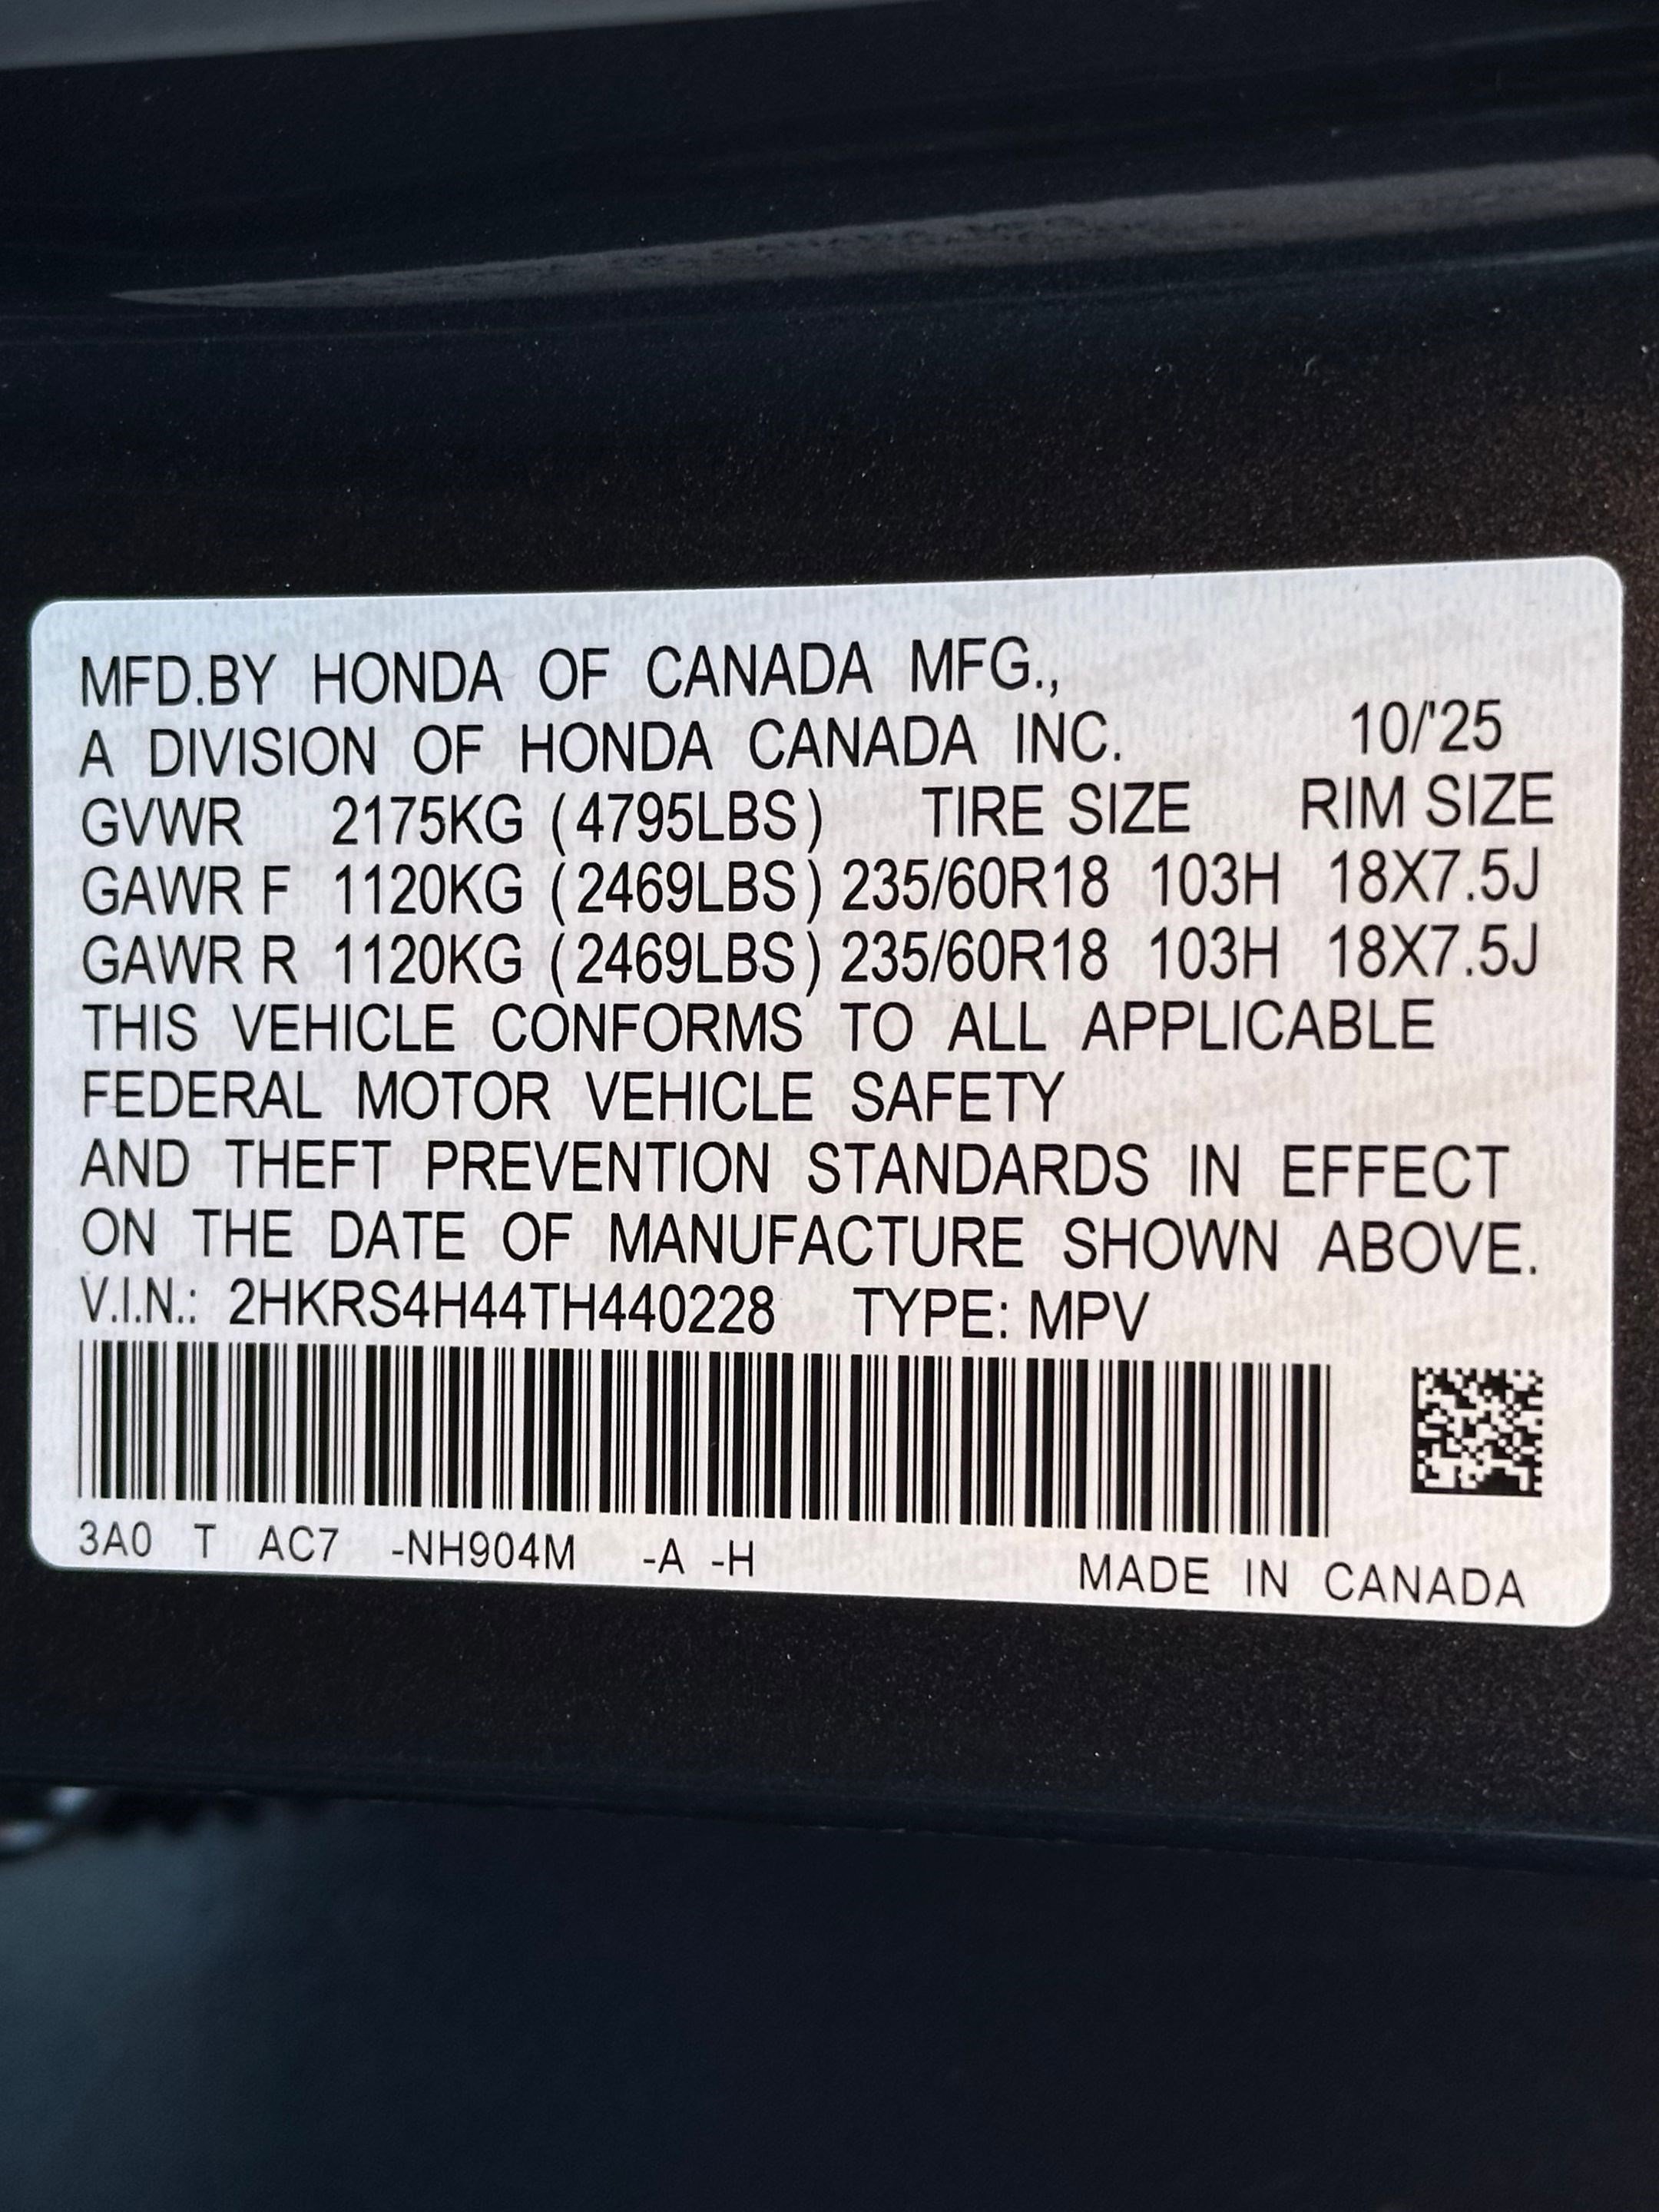 MFD.BY HONDA OF CANADA MFG.,
A DIVISION OF HONDA CANADA INC. 10/'25
GVWR 2175KG (4795LBS) TIRE SIZE RIM SIZE
GAWR F 1120KG (2469LBS) 235/60R18 103H 18X7.5J
GAWR R 1120KG (2469LBS) 235/60R18 103H 18X7.5J
THIS VEHICLE CONFORMS TO ALL APPLICABLE
FEDERAL MOTOR VEHICLE SAFETY
AND THEFT PREVENTION STANDARDS IN EFFECT
ON THE DATE OF MANUFACTURE SHOWN ABOVE.
V.I.N.: 2HKRS4H44TH440228 TYPE: MPV
3A0 T AC7 -NH904M -A -H MADE IN CANADA